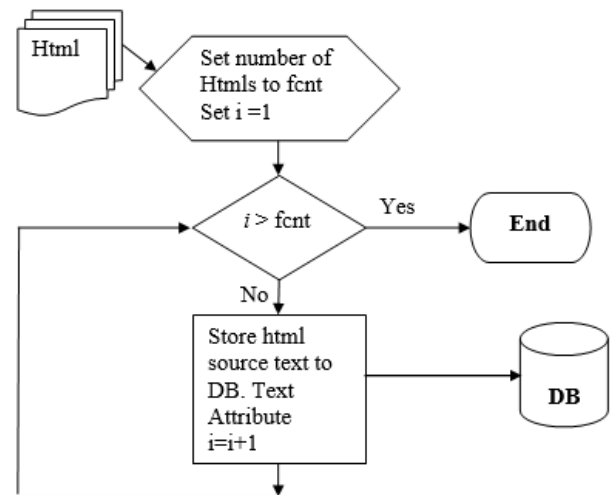 Html
Set number of
Htmls to fcnt
Set i =1
i > fcnt
Yes
End
No
Store html
source text to
DB. Text
Attribute
i=i+1
DB